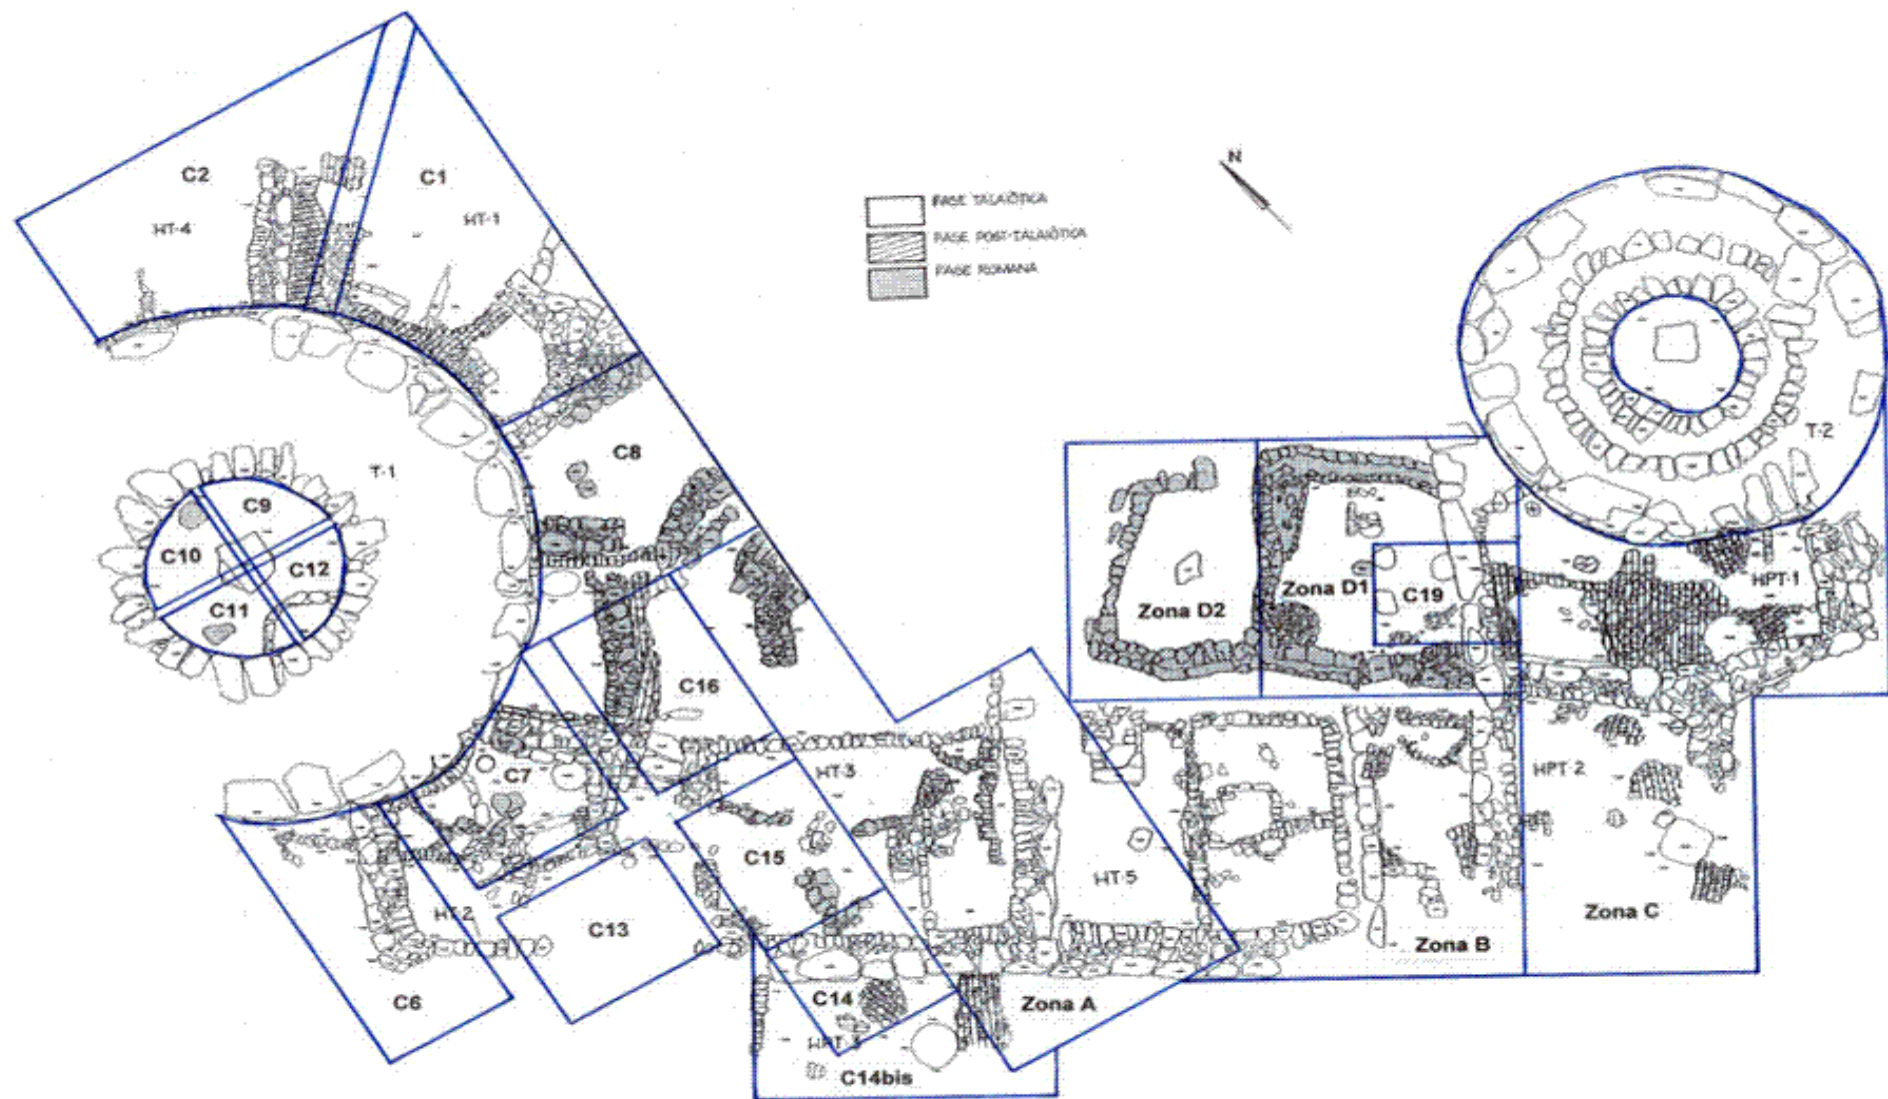 C2
C1
HT-4
HT-1
N
FASE TALAIÒTICA
FASE POST-TALAIÒTICA
FASE ROMANA
T-1
C8
T-2
C9
C10
C12
C11
Zona D2
Zona D1
C19
HPT-1
C16
C7
HT-3
HPT-2
C15
HT-5
HT-2
C13
Zona C
Zona B
C6
C14
Zona A
HPT-3
C14bis